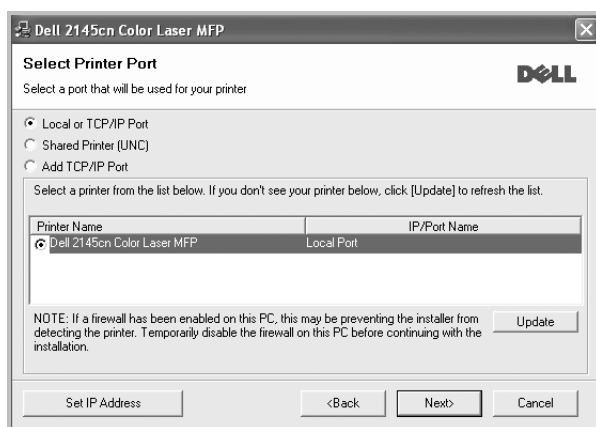 Dell 2145cn Color Laser MFP
Select Printer Port
Select a port that will be used for your printer
DELL
Local or TCP/IP Port
Shared Printer (UNC)
Add TCP/IP Port
Select a printer from the list below. If you don't see your printer below, click [Update] to refresh the list.
Printer Name IP/Port Name
Dell 2145cn Color Laser MFP Local Port
NOTE: If a firewall has been enabled on this PC, this may be preventing the installer from
detecting the printer. Temporarily disable the firewall on this PC before continuing with the
installation.
Update
Set IP Address <Back Next> Cancel